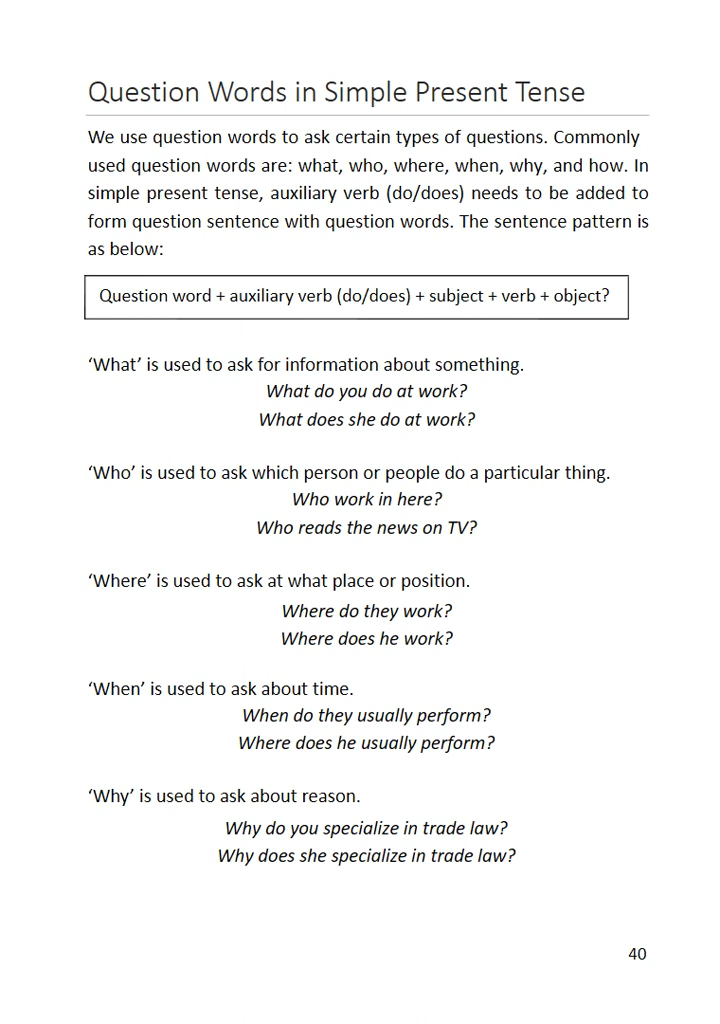 Question Words in Simple Present Tense
We use question words to ask certain types of questions. Commonly
used question words are: what, who, where, when, why, and how. In
simple present tense, auxiliary verb (do/does) needs to be added to
form question sentence with question words. The sentence pattern is
as below:
Question word + auxiliary verb (do/does) + subject + verb + object?
‘What’ is used to ask for information about something.
What do you do at work?
What does she do at work?
‘Who’ is used to ask which person or people do a particular thing.
Who work in here?
Who reads the news on TV?
‘Where’ is used to ask at what place or position.
Where do they work?
Where does he work?
‘When’ is used to ask about time.
When do they usually perform?
Where does he usually perform?
‘Why’ is used to ask about reason.
Why do you specialize in trade law?
Why does she specialize in trade law?
40